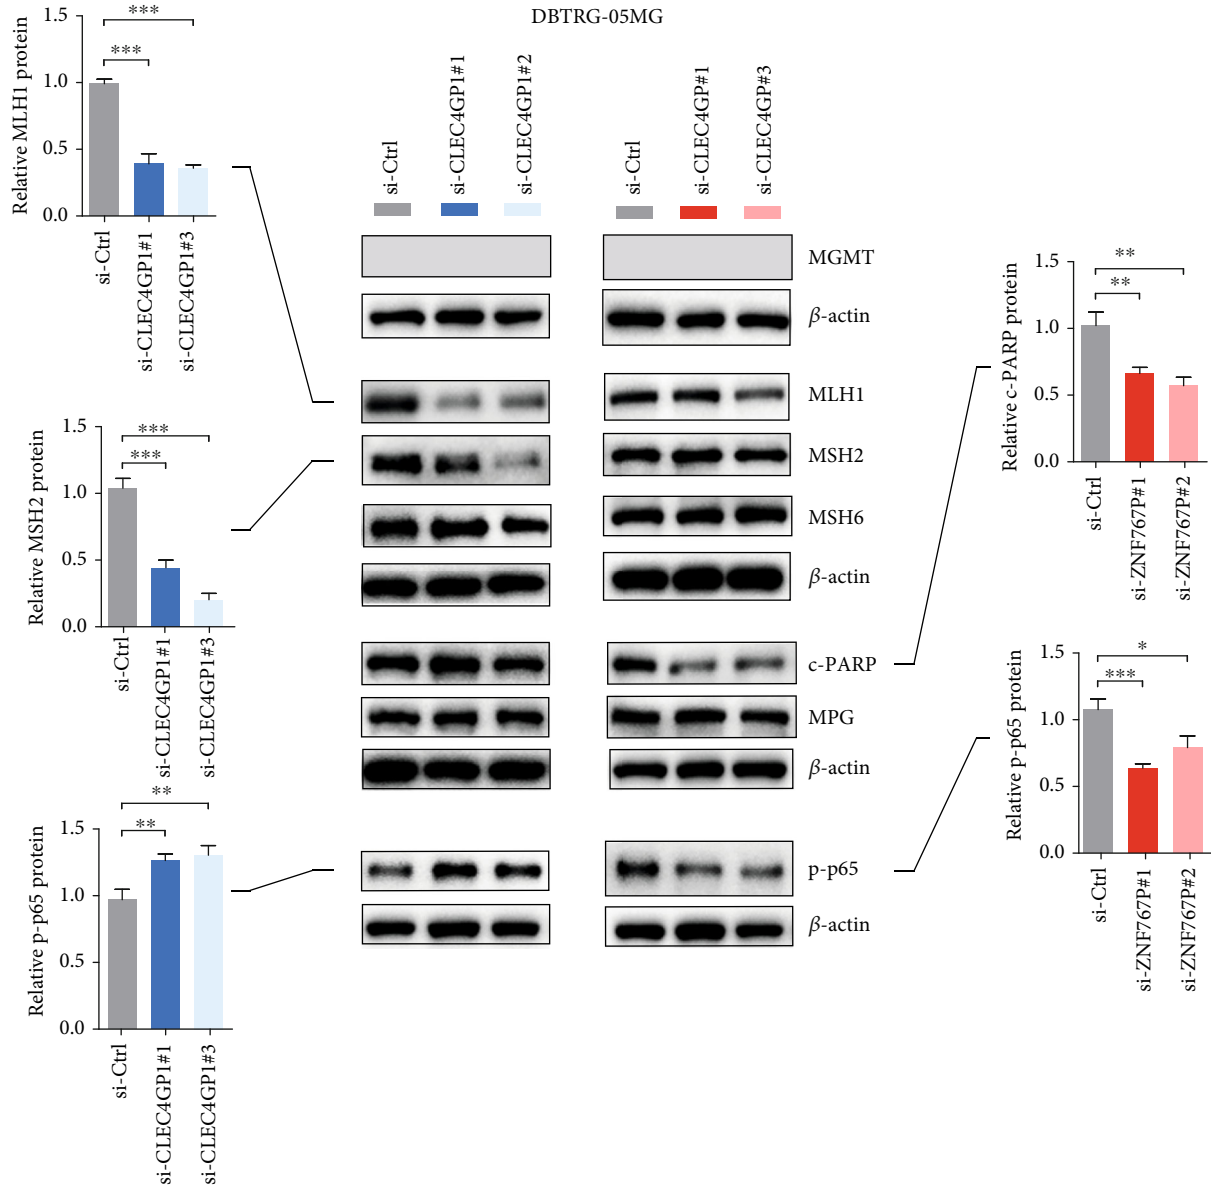 DBTRG-05MG
Relative MLH1 protein
1.5
1.0
0.5
0.0
***
***
si-Ctrl
si-CLEC4GP1#1
si-CLEC4GP1#3
Relative MSH2 protein
1.5
1.0
0.5
0.0
***
***
si-Ctrl
si-CLEC4GP1#1
si-CLEC4GP1#3
Relative p-p65 protein
1.5
1.0
0.5
0.0
**
**
si-Ctrl
si-CLEC4GP1#1
si-CLEC4GP1#3
si-Ctrl
si-CLEC4GP1#1
si-CLEC4GP1#2
si-Ctrl
si-CLEC4GP#1
si-CLEC4GP#3
MGMT
β-actin
MLH1
MSH2
MSH6
β-actin
c-PARP
MPG
β-actin
p-p65
β-actin
Relative c-PARP protein
1.5
1.0
0.5
0.0
**
**
si-Ctrl
si-ZNF767P#1
si-ZNF767P#2
Relative p-p65 protein
1.5
1.0
0.5
0.0
*
***
si-Ctrl
si-ZNF767P#1
si-ZNF767P#2